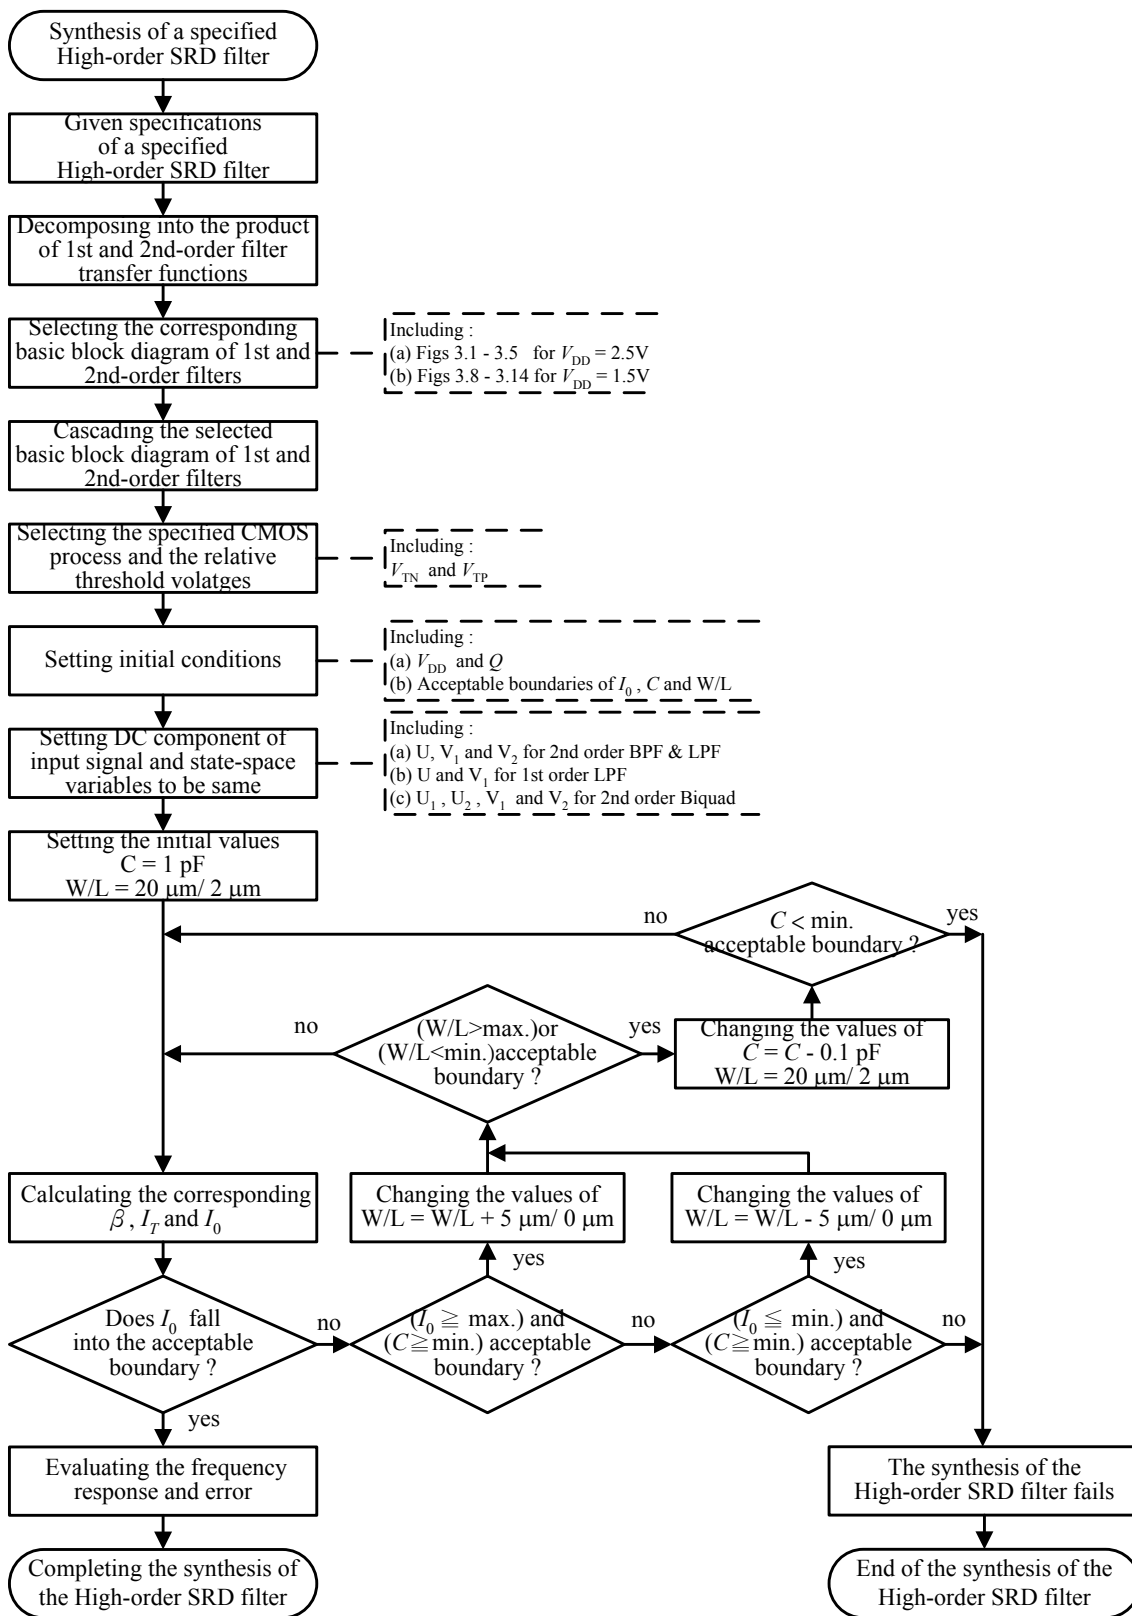 Synthesis of a specified
High-order SRD filter
Given specifications
of a specified
High-order SRD filter
Decomposing into the product
of 1st and 2nd-order filter
transfer functions
Selecting the corresponding
basic block diagram of 1st and
2nd-order filters
Including :
(a) Figs 3.1 - 3.5 for V_DD = 2.5V
(b) Figs 3.8 - 3.14 for V_DD = 1.5V
Cascading the selected
basic block diagram of 1st and
2nd-order filters
Selecting the specified CMOS
process and the relative
threshold volatges
Including :
V_TN and V_TP
Setting initial conditions
Including :
(a) V_DD and Q
(b) Acceptable boundaries of I_0 , C and W/L
Setting DC component of
input signal and state-space
variables to be same
Including :
(a) U, V_1 and V_2 for 2nd order BPF & LPF
(b) U and V_1 for 1st order LPF
(c) U_1 , U_2 , V_1 and V_2 for 2nd order Biquad
Setting the initial values
C = 1 pF
W/L = 20 μm/ 2 μm
no
C < min.
acceptable boundary ?
yes
no
(W/L>max.)or
(W/L<min.)acceptable
boundary ?
yes
Changing the values of
C = C - 0.1 pF
W/L = 20 μm/ 2 μm
Calculating the corresponding
β , I_T and I_0
Changing the values of
W/L = W/L + 5 μm/ 0 μm
Changing the values of
W/L = W/L - 5 μm/ 0 μm
yes
yes
Does I_0 fall
into the acceptable
boundary ?
no
(I_0 ≧ max.) and
(C≧min.) acceptable
boundary ?
no
(I_0 ≦ min.) and
(C≧min.) acceptable
boundary ?
no
yes
Evaluating the frequency
response and error
The synthesis of the
High-order SRD filter fails
Completing the synthesis of
the High-order SRD filter
End of the synthesis of the
High-order SRD filter